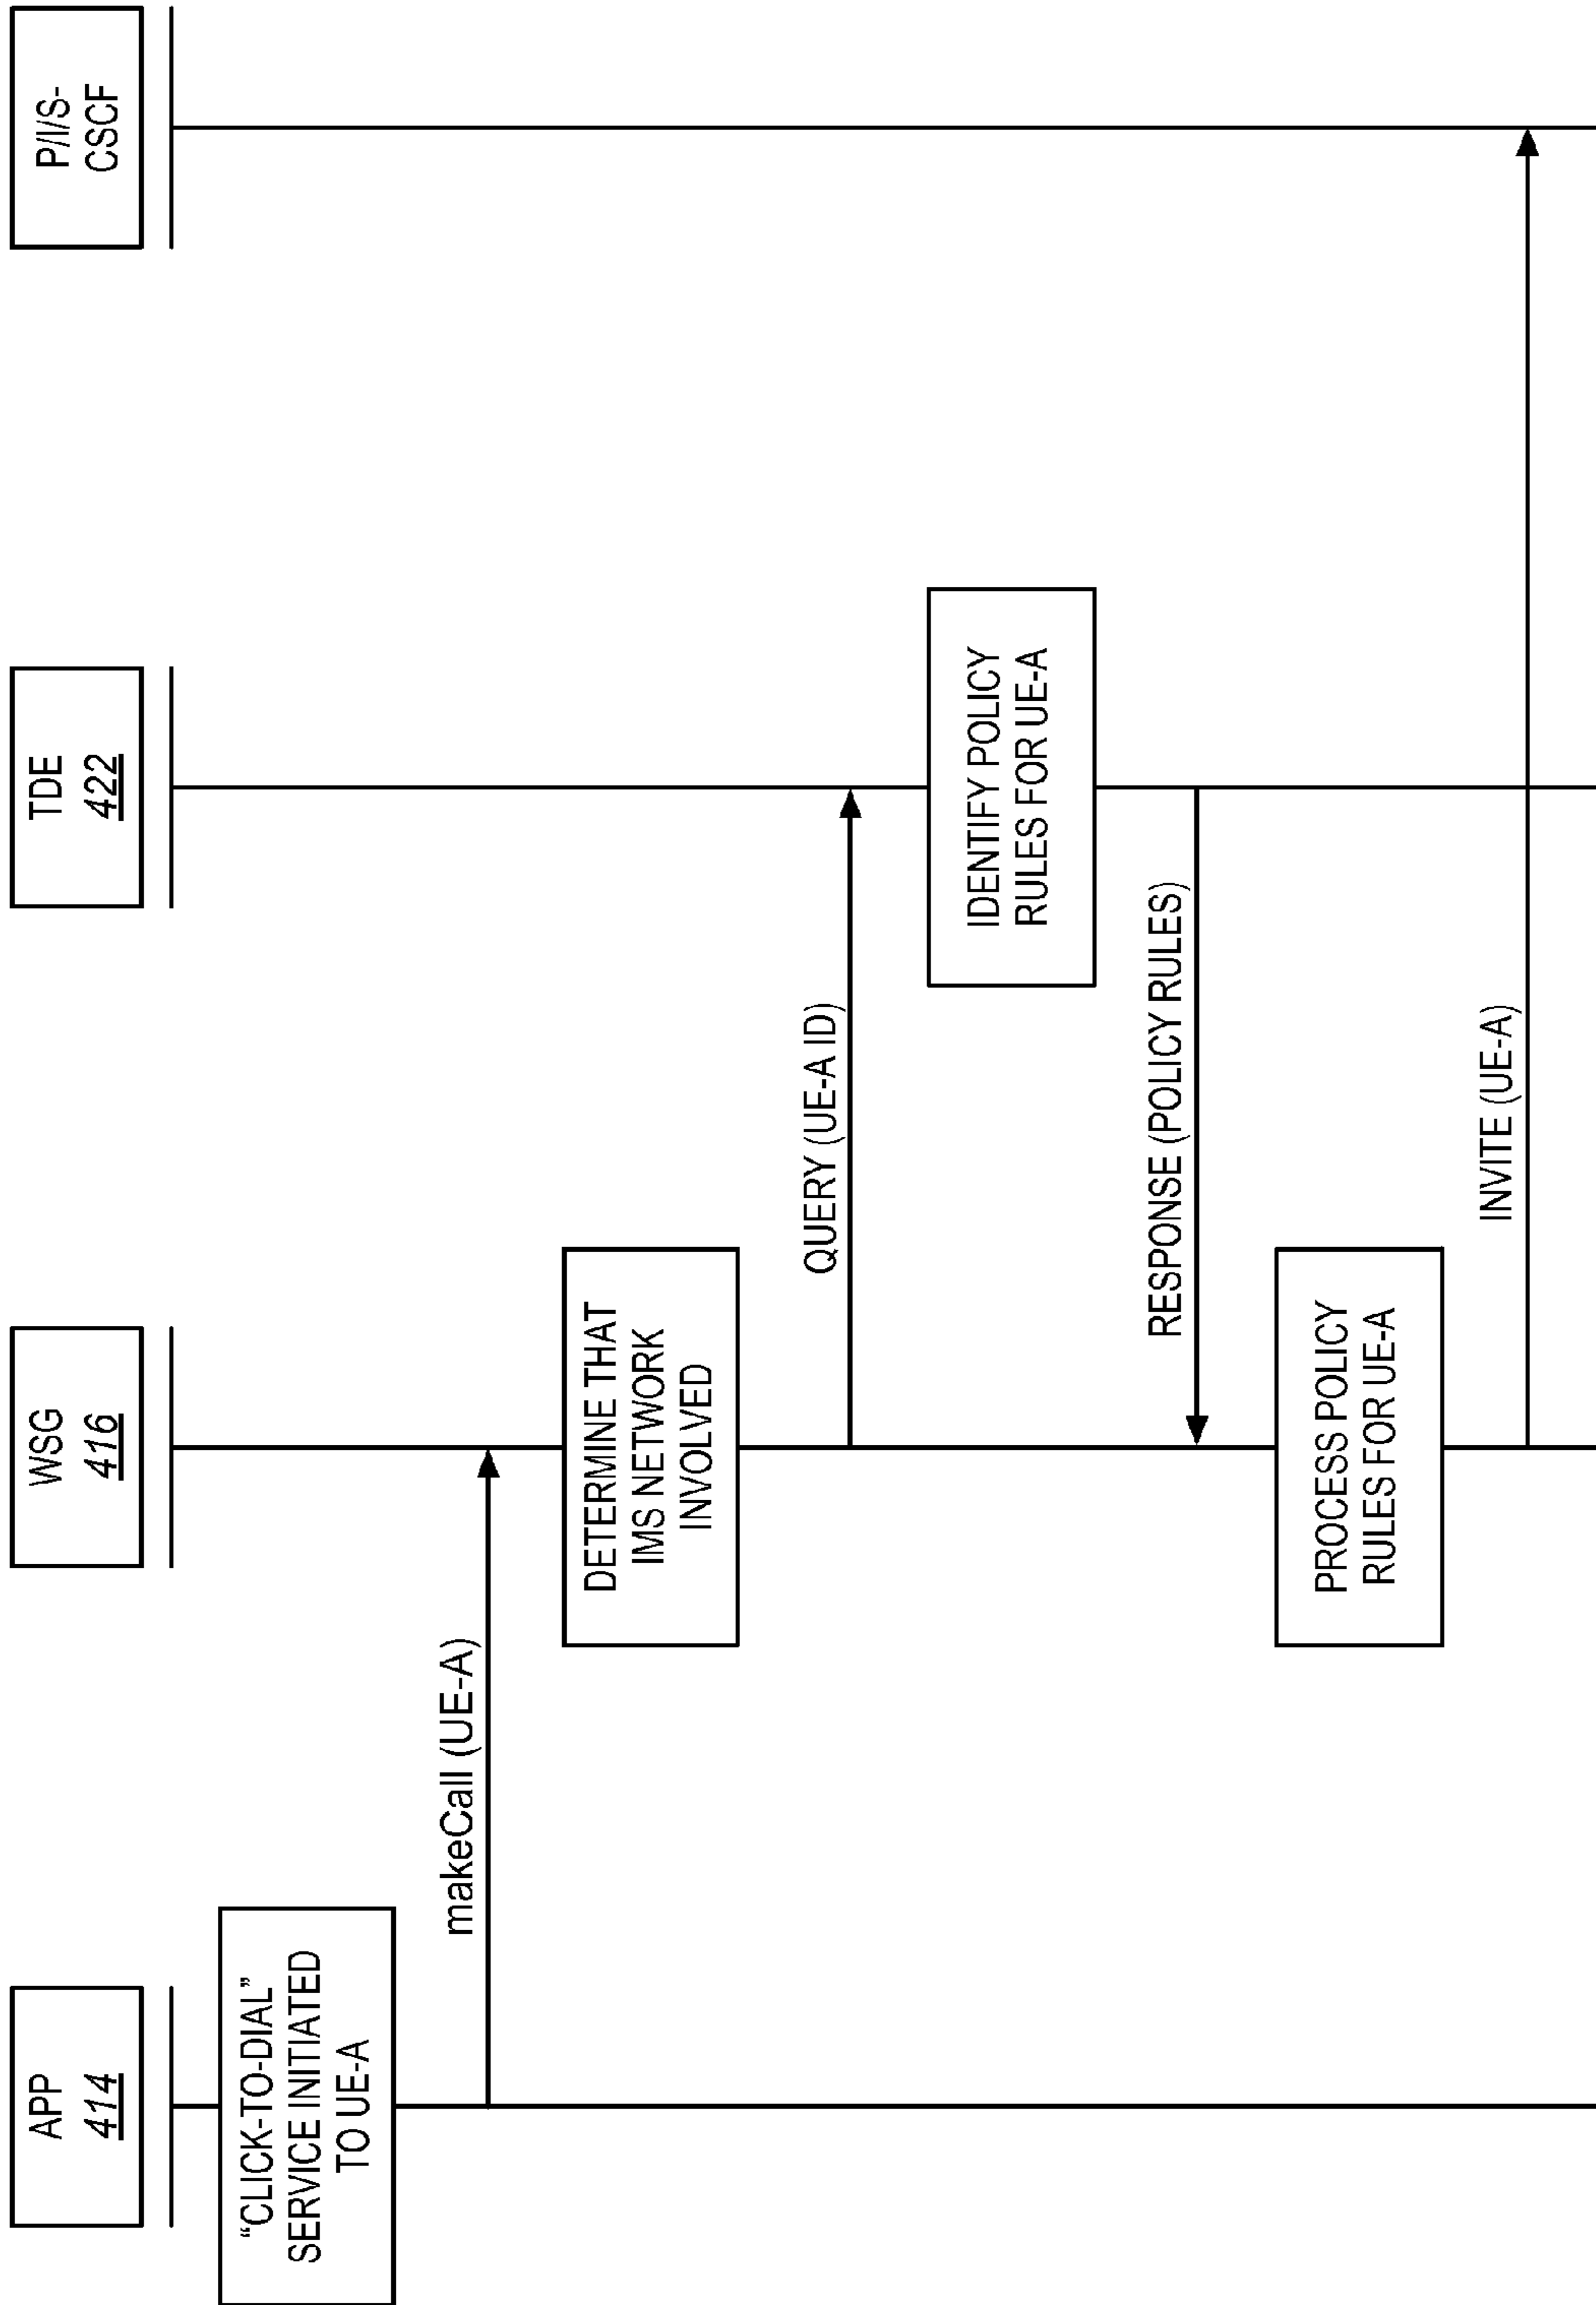 APP
414
WSG
416
TDE
422
P/I/S-
CSCF
“CLICK-TO-DIAL”
SERVICE INITIATED
TO UE-A
makeCall (UE-A)
DETERMINE THAT
IMS NETWORK
INVOLVED
QUERY (UE-A ID)
IDENTIFY POLICY
RULES FOR UE-A
RESPONSE (POLICY RULES)
PROCESS POLICY
RULES FOR UE-A
INVITE (UE-A)